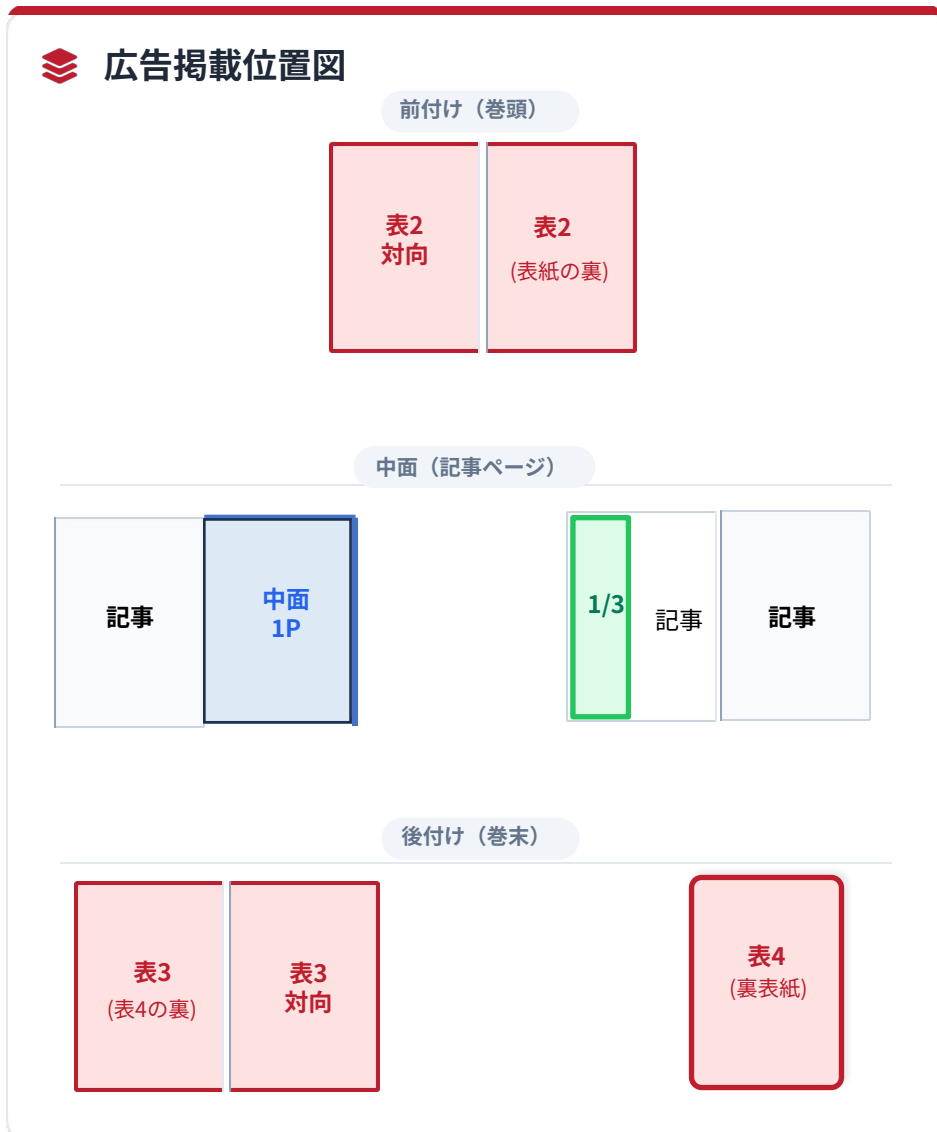 広告掲載位置図
前付け（巻頭）
表2
対向
表2
(表紙の裏)
中面（記事ページ）
記事
中面
1P
1/3
記事
記事
後付け（巻末）
表3
(表4の裏)
表3
対向
表4
(裏表紙)